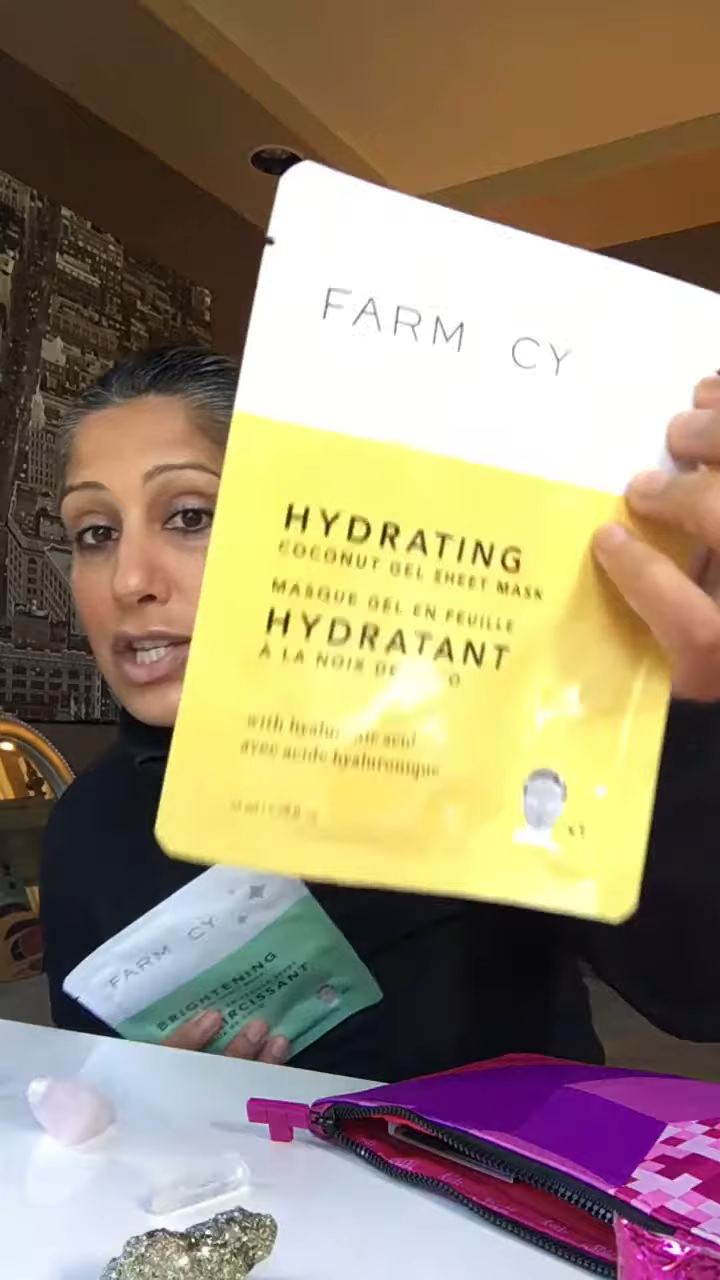 FARM CY
HYDRATING
COCONUT GEL SHEET MASK
MASQUE GEL EN FEUILLE
HYDRATANT
À LA NOIX DE O
with acid
avec acide hyaluronique
x1
FARM CY
BRIGHTENING